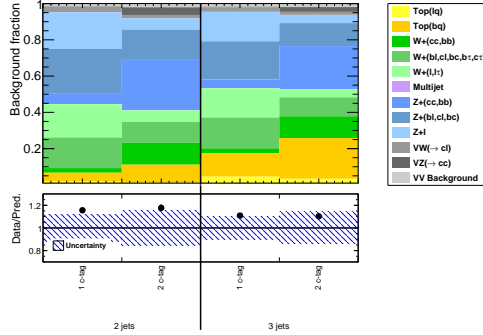 Background fraction
1
0.8
0.6
0.4
0.2
Top(lq)
Top(bq)
W+(cc,bb)
W+(bl,cl,bc,bτ,cτ)
W+(l,lτ)
Multijet
Z+(cc,bb)
Z+(bl,cl,bc)
Z+l
VW(→ cl)
VZ(→ cc)
VV Background
Data/Pred.
1.2
1
0.8
Uncertainty
1 c-tag
2 c-tag
1 c-tag
2 c-tag
2 jets
3 jets